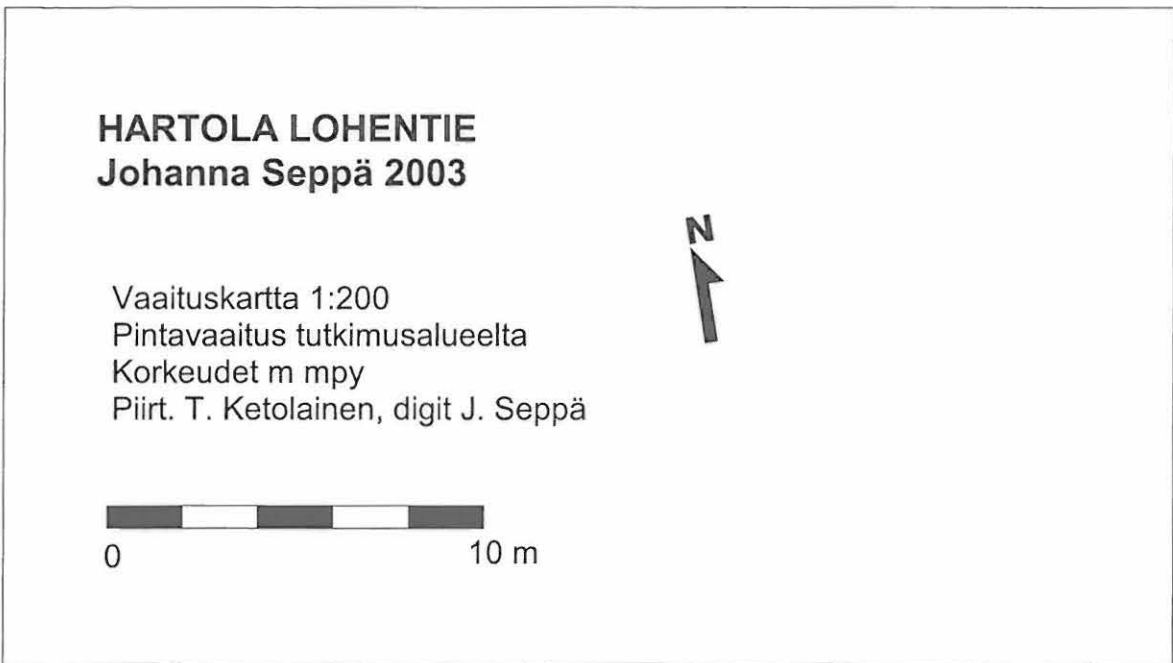 HARTOLA LOHENTIE
Johanna Seppä 2003
N
Vaaituskartta 1:200
Pintavaaitus tutkimusalueelta
Korkeudet m mpy
Piirt. T. Ketolainen, digit J. Seppä
0 10 m